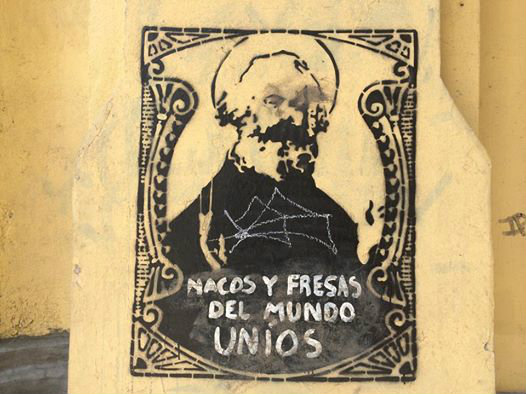 NACOS Y FRESAS
DEL MUNDO
UNÍOS